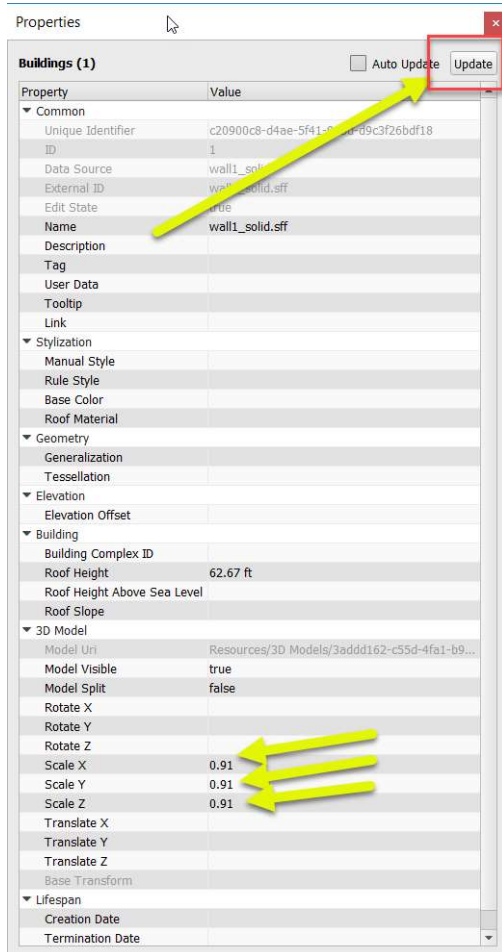 Properties
Buildings (1) Auto Update Update
Property Value
Common
Unique Identifier c20900c8-d4ae-5f41- d9c3f26bdf18
ID 1
Data Source wall1_solid.sff
External ID wall1_solid.sff
Edit State true
Name wall1_solid.sff
Description
Tag
User Data
Tooltip
Link
Stylization
Manual Style
Rule Style
Base Color
Roof Material
Geometry
Generalization
Tessellation
Elevation
Elevation Offset
Building
Building Complex ID
Roof Height 62.67 ft
Roof Height Above Sea Level
Roof Slope
3D Model
Model Uri Resources/3D Models/3addd162-c55d-4fa1-b9...
Model Visible true
Model Split false
Rotate X
Rotate Y
Rotate Z
Scale X 0.91
Scale Y 0.91
Scale Z 0.91
Translate X
Translate Y
Translate Z
Base Transform
Lifespan
Creation Date
Termination Date